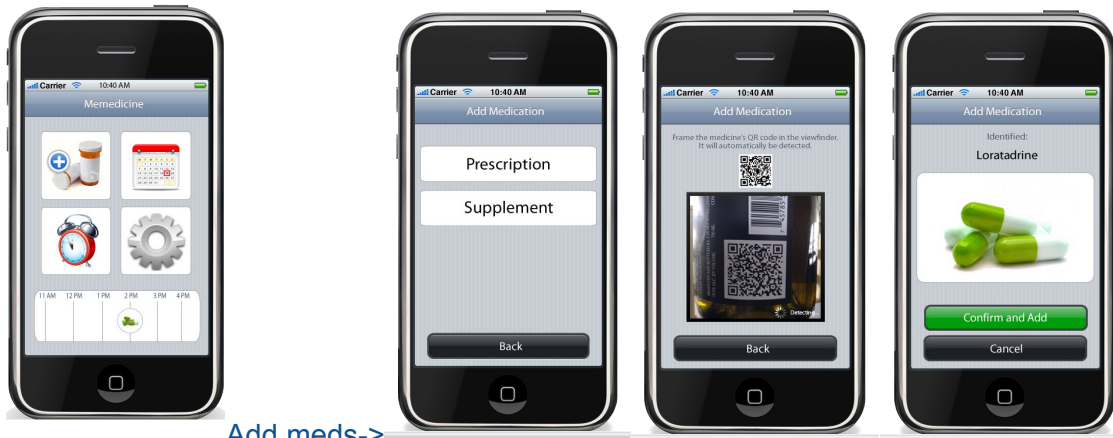 Carrier 10:40 AM
Memedicine
11 AM 12 PM 1 PM 2 PM 3 PM 4 PM
Add meds->
Carrier 10:40 AM
Add Medication
Prescription
Supplement
Back
Carrier 10:40 AM
Add Medication
Frame the medicine's QR code in the viewfinder.
It will automatically be detected.
Detecting...
Back
Carrier 10:40 AM
Add Medication
Identified:
Loratadrine
Confirm and Add
Cancel